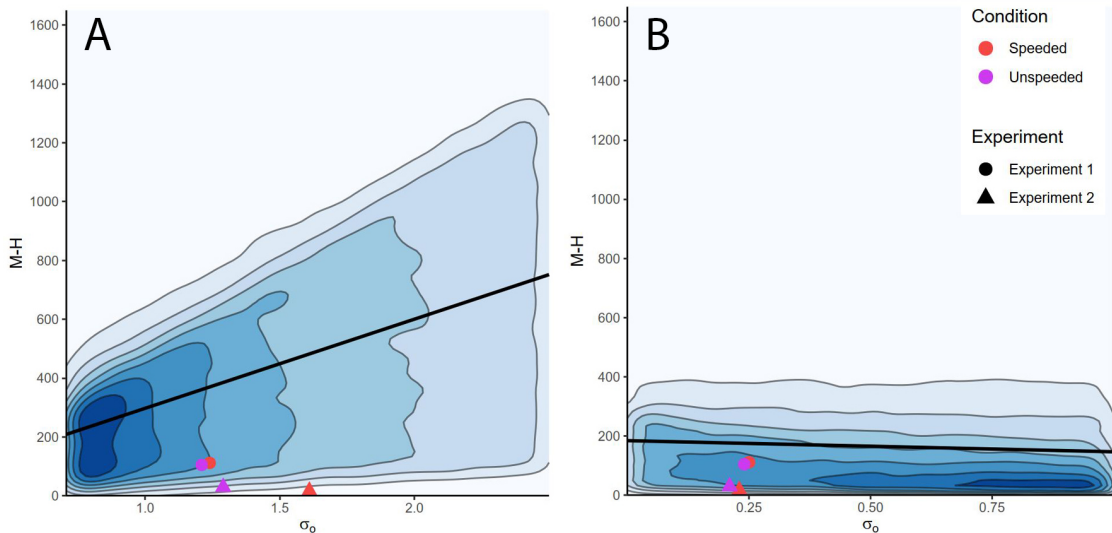 A
1600
1400
1200
1000
800
600
400
200
0
M-H
1.0
1.5
2.0
σo
B
1600
1400
1200
1000
800
600
400
200
0
M-H
0.25
0.50
0.75
σo
Condition
Speeded
Unspeeded
Experiment
Experiment 1
Experiment 2